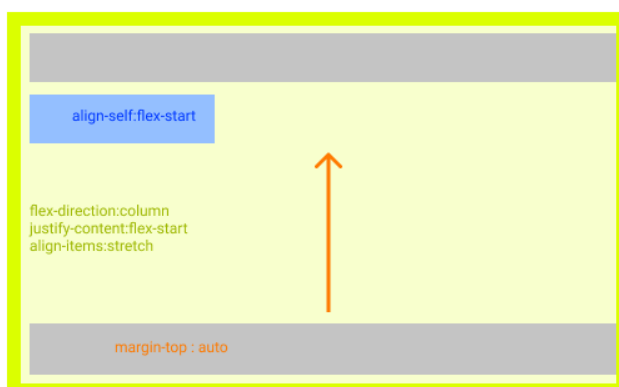 align-self:flex-start
flex-direction:column
justify-content:flex-start
align-items:stretch
margin-top : auto